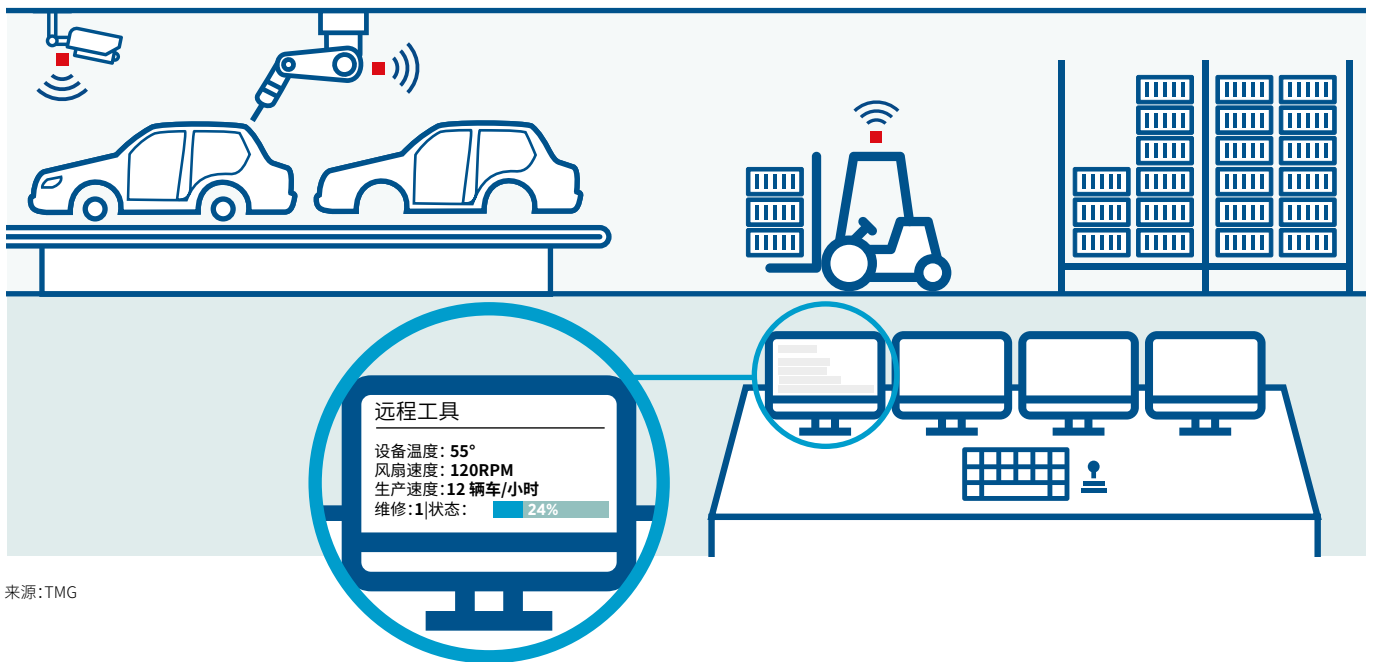 远程工具
设备温度：55°
风扇速度：120RPM
生产速度：12 辆车/小时
维修：1|状态： 24%
来源：TMG